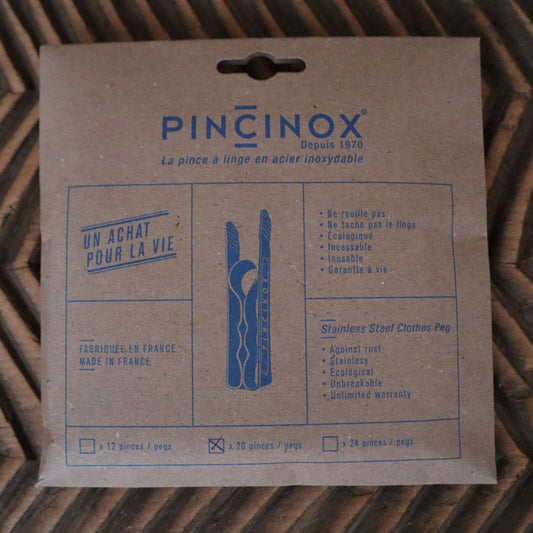 PINCINOX©
Depuis 1970
La pince à linge en acier inoxydable
UN ACHAT
POUR LA VIE
FABRIQUÉE EN FRANCE
MADE IN FRANCE
PINCINOX
• Ne rouille pas
• Ne tache pas le linge
• Écologique
• Incassable
• Inusable
• Garantie à vie
Stainless Steel Clothes Peg
• Against rust
• Stainless
• Ecological
• Unbreakable
• Unlimited warranty
x 12 pinces / pegs
x 20 pinces / pegs
x 24 pinces / pegs